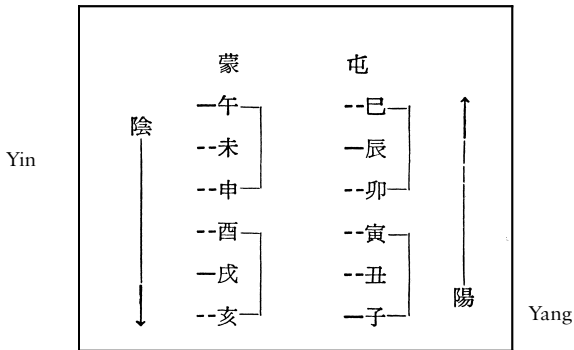 蒙 屯
午 巳
陰
未 辰
Yin
申 卯
酉 寅
戌 丑
陽
亥 子
Yang